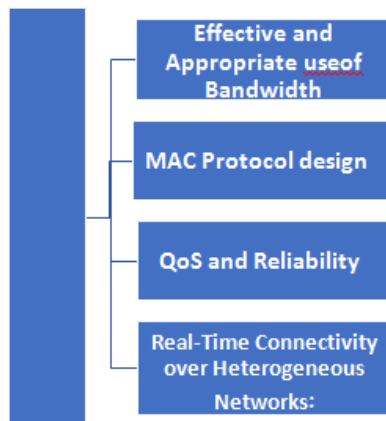 Effective and
Appropriate useof
Bandwidth
MAC Protocol design
QoS and Reliability
Real-Time Connectivity
over Heterogeneous
Networks: